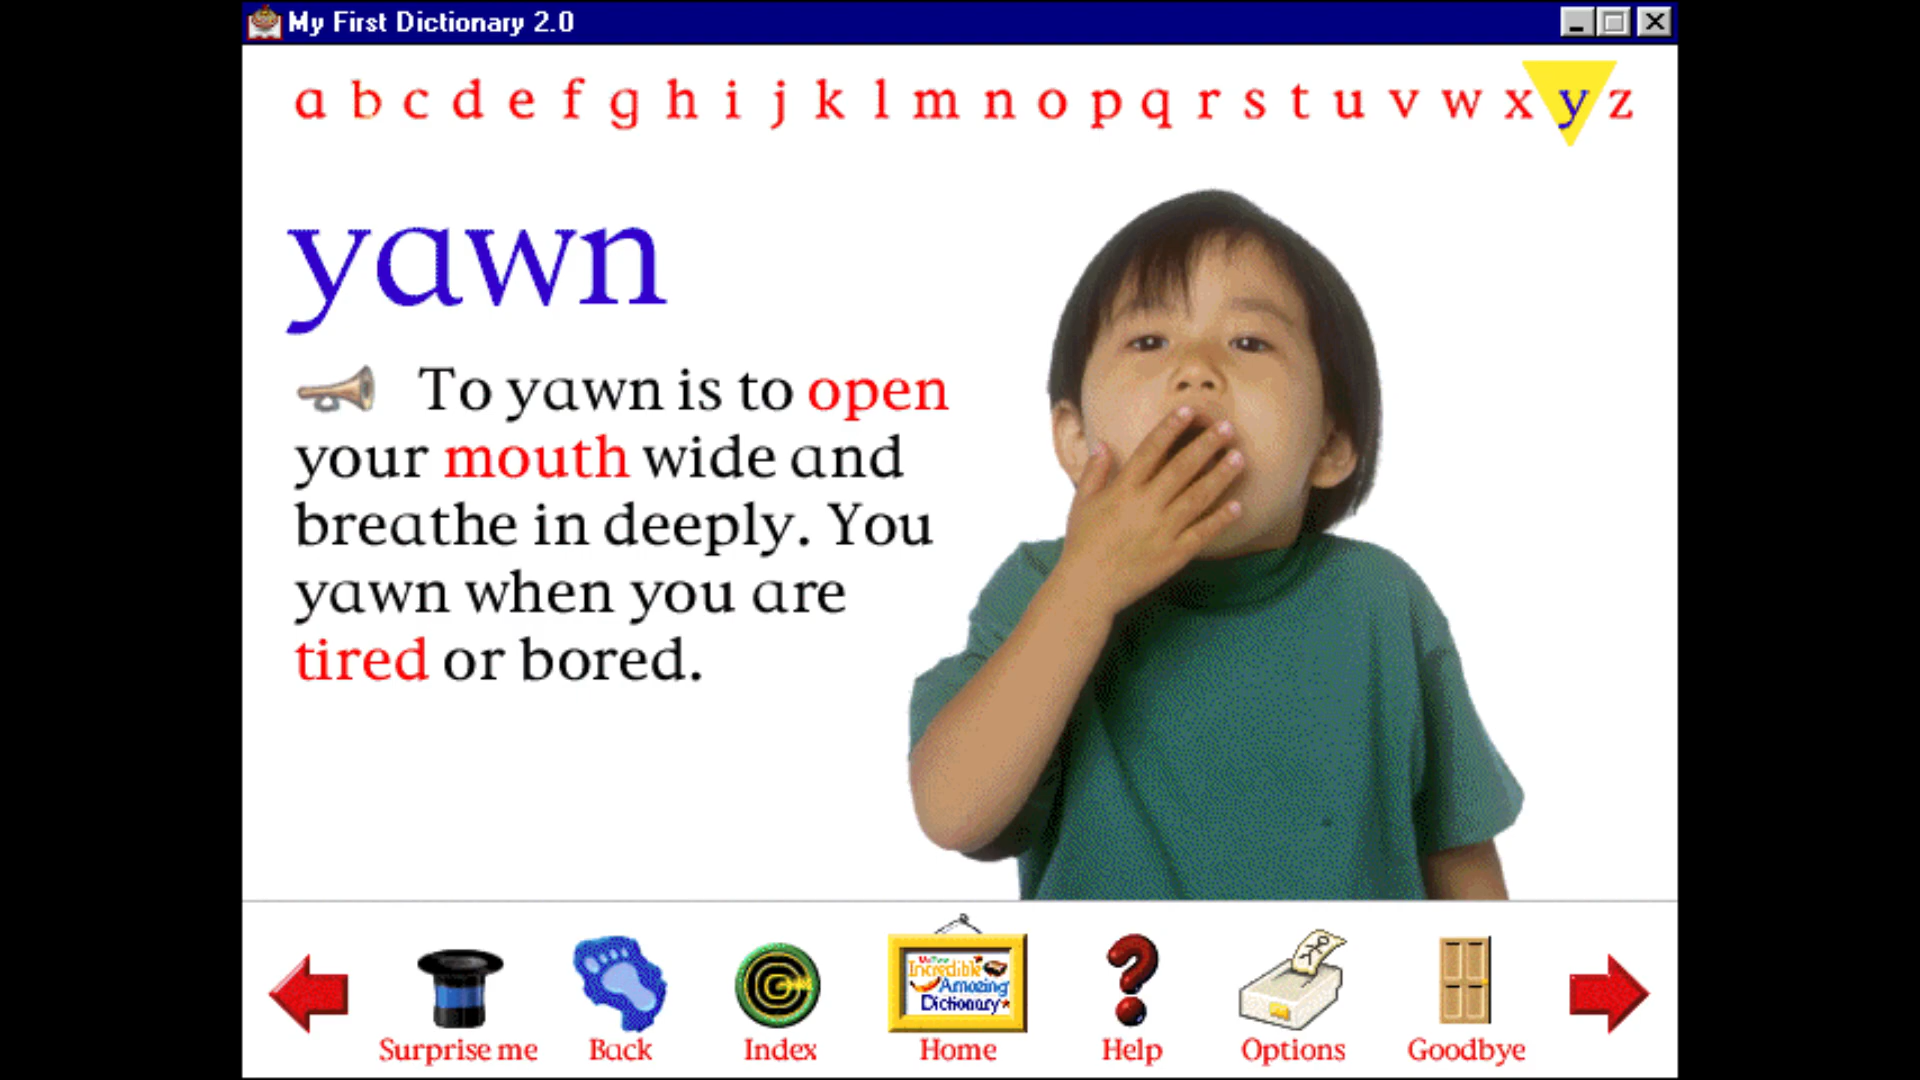 My First Dictionary 2.0
a b c d e f g h i j k l m n o p q r s t u v w x y z
yawn
To yawn is to open
your mouth wide and
breathe in deeply. You
yawn when you are
tired or bored.
Incredible
Amazing
Dictionary
Surprise me Back Index Home Help Options Goodbye